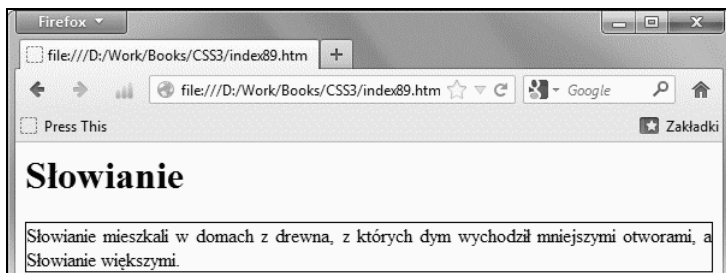 Firefox
file:///D:/Work/Books/CSS3/index89.htm +
file:///D:/Work/Books/CSS3/index89.htm Google
Press This Zakładki
Słowianie
Słowianie mieszkali w domach z drewna, z których dym wychodził mniejszymi otworami, a
Słowianie większymi.